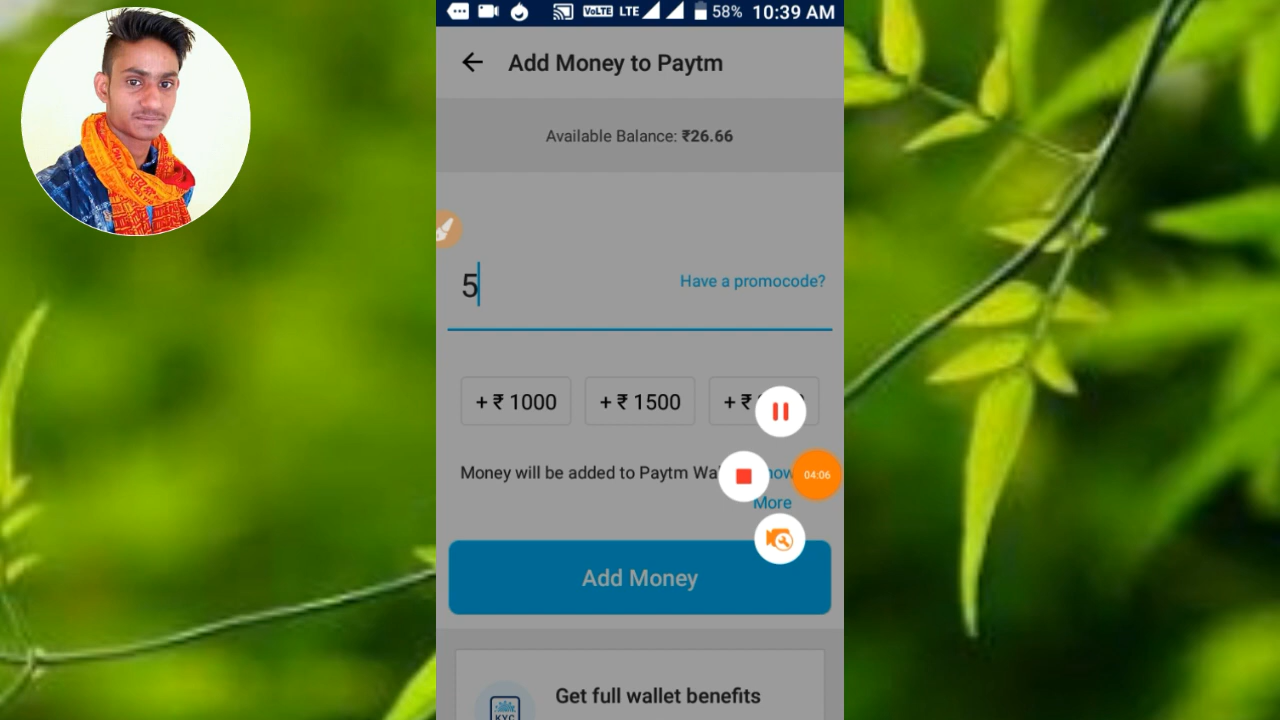 VoLTE LTE 58% 10:39 AM
Add Money to Paytm
Available Balance: ₹26.66
5
Have a promocode?
+ ₹ 1000
+ ₹ 1500
+ ₹
Money will be added to Paytm
More
04:06
Add Money
Get full wallet benefits
KYC